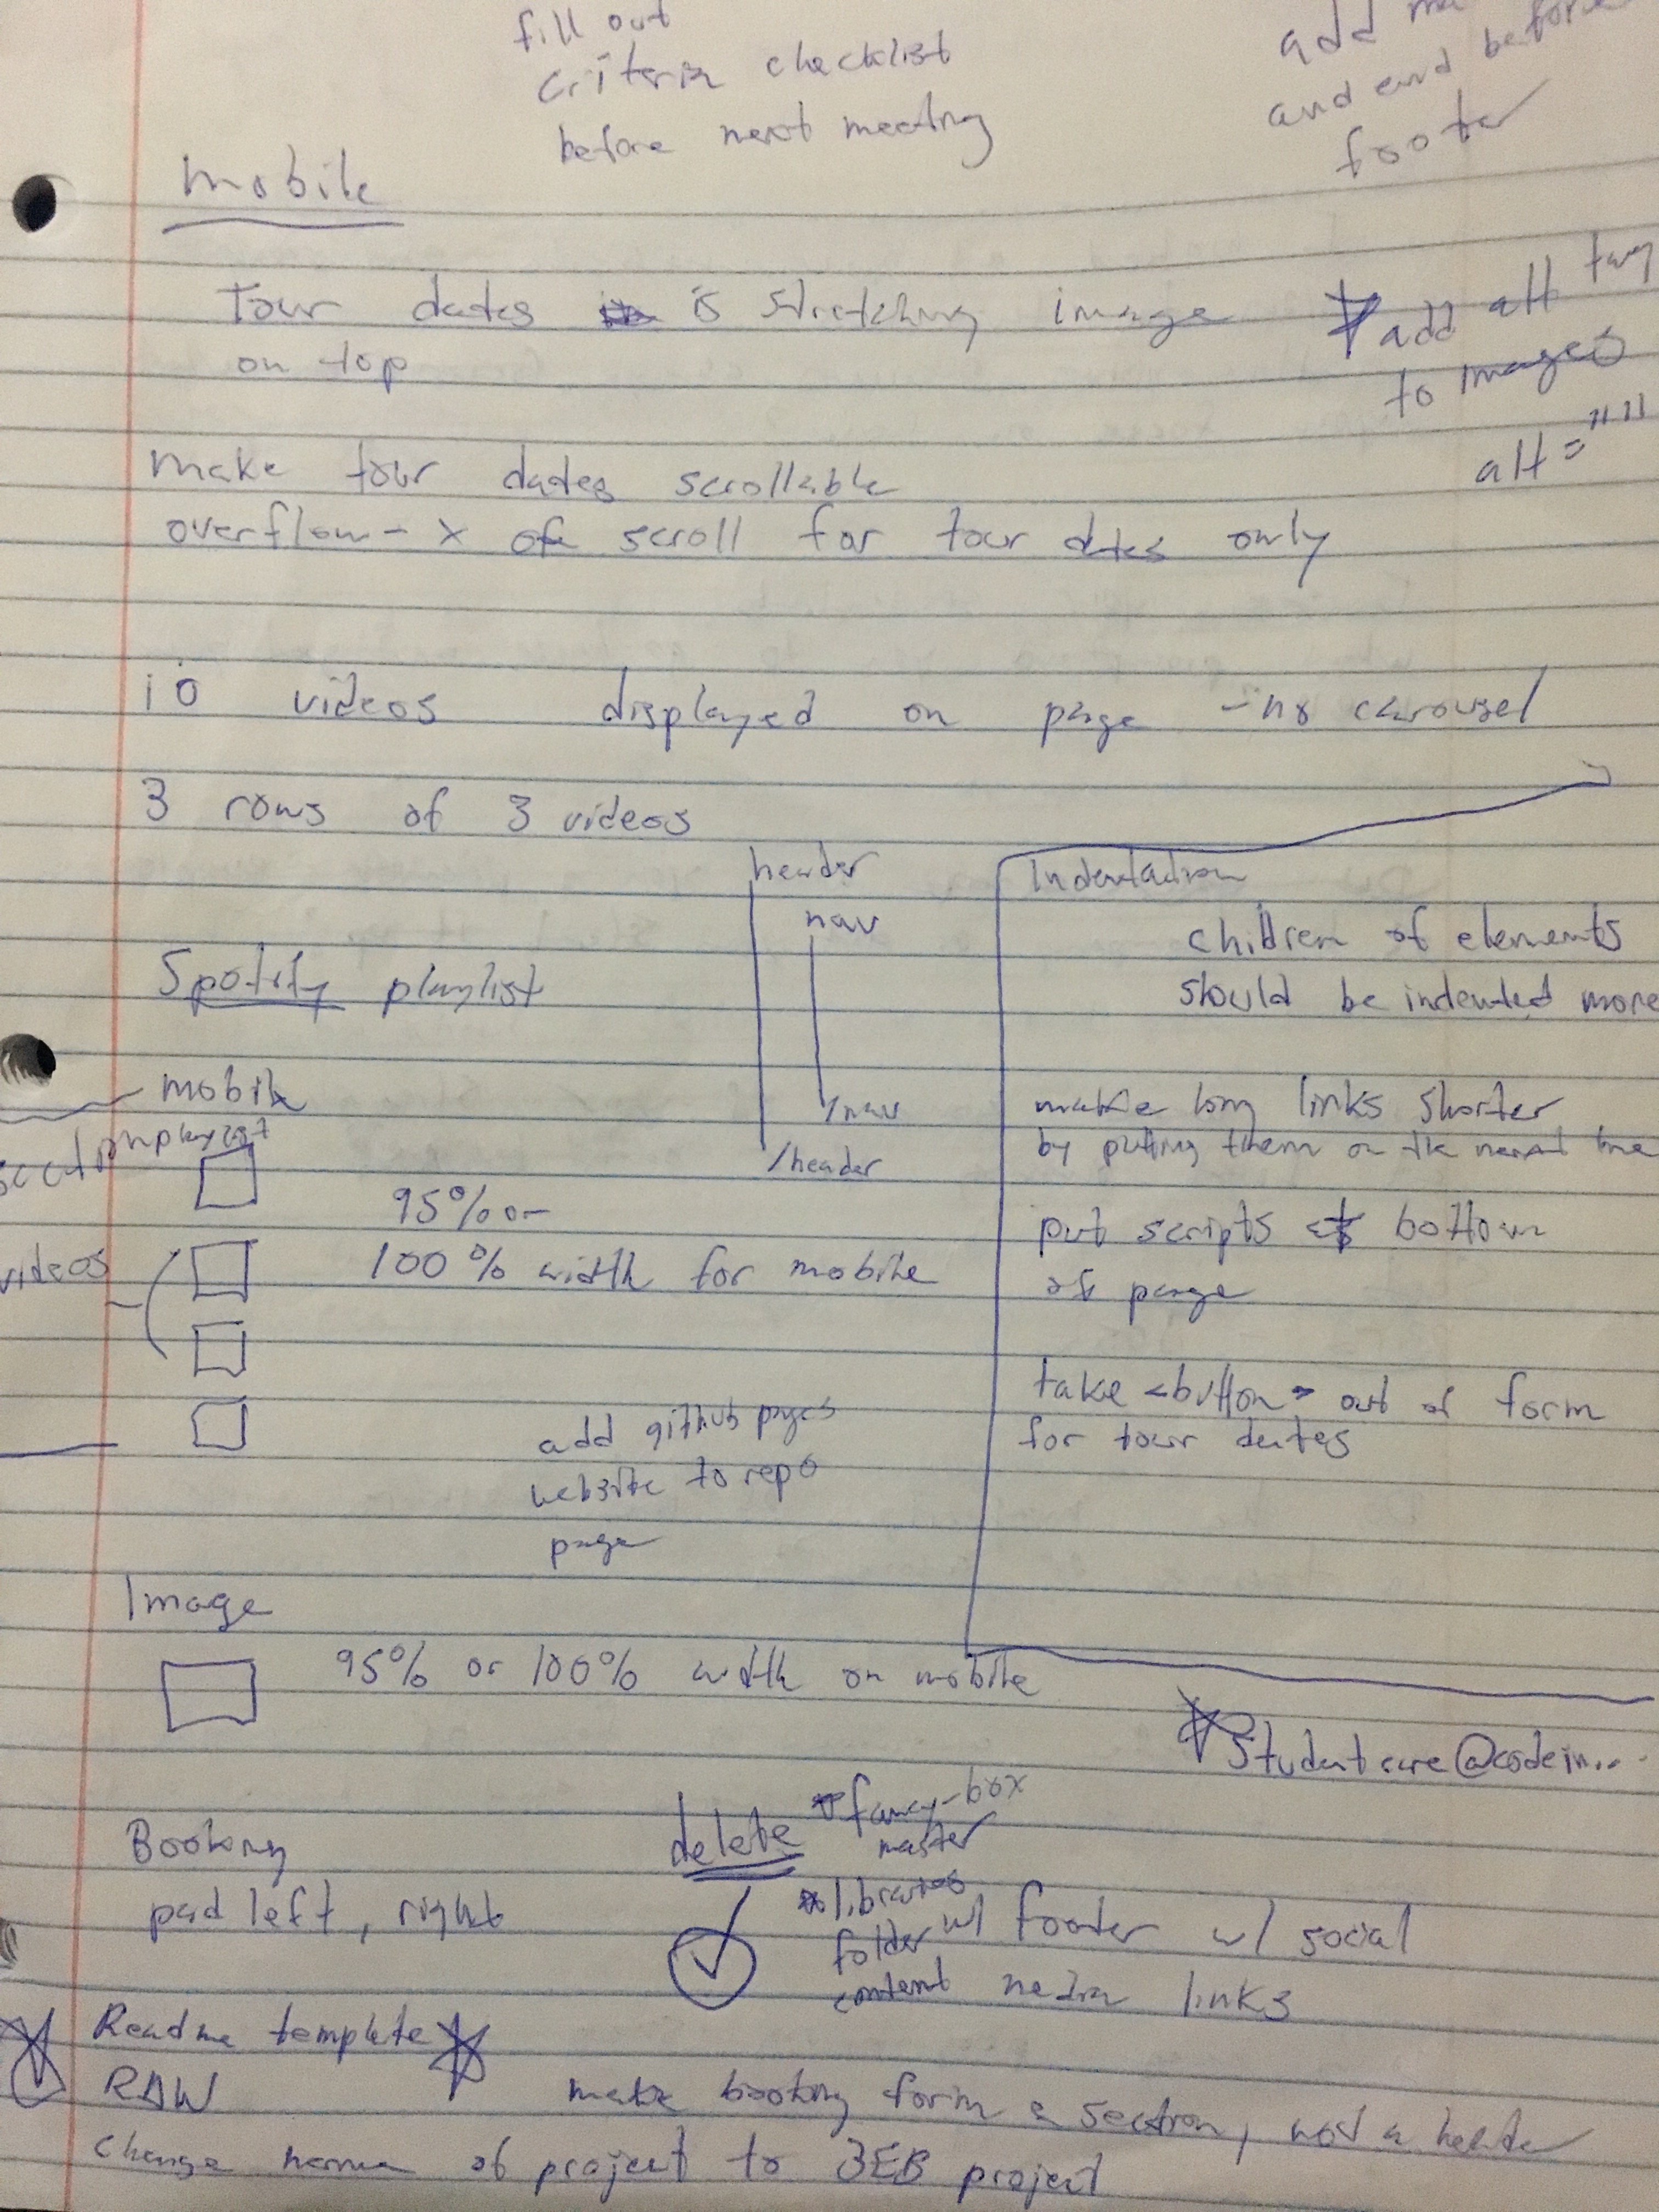 fill out
criteria checklist
before next meeting
add
and end before
footer
mobile
Tour dates is stretching image
on top
add alt tag
to images
alt=""
make tour dates scrollable
overflow-x of scroll for tour dates only
10 videos displayed on page - no carousel
3 rows of 3 videos
header
nav
/nav
/header
Indentation
children of elements
should be indented more
make long links shorter
by putting them on the next line
put scripts at bottom
of page
take <button> out of form
for tour dates
Spotify playlist
mobile
playlist
videos
95% or
100% width for mobile
add github pages
website to repo
page
Image
95% or 100% width on mobile
Studentcare@codein...
Booking
pad left, right
delete
fancy-box
master
libraries
folder w/
content
footer w/ social
media links
Readme template
RAW
make booking form a section, not a header
change name of project to 3EB project